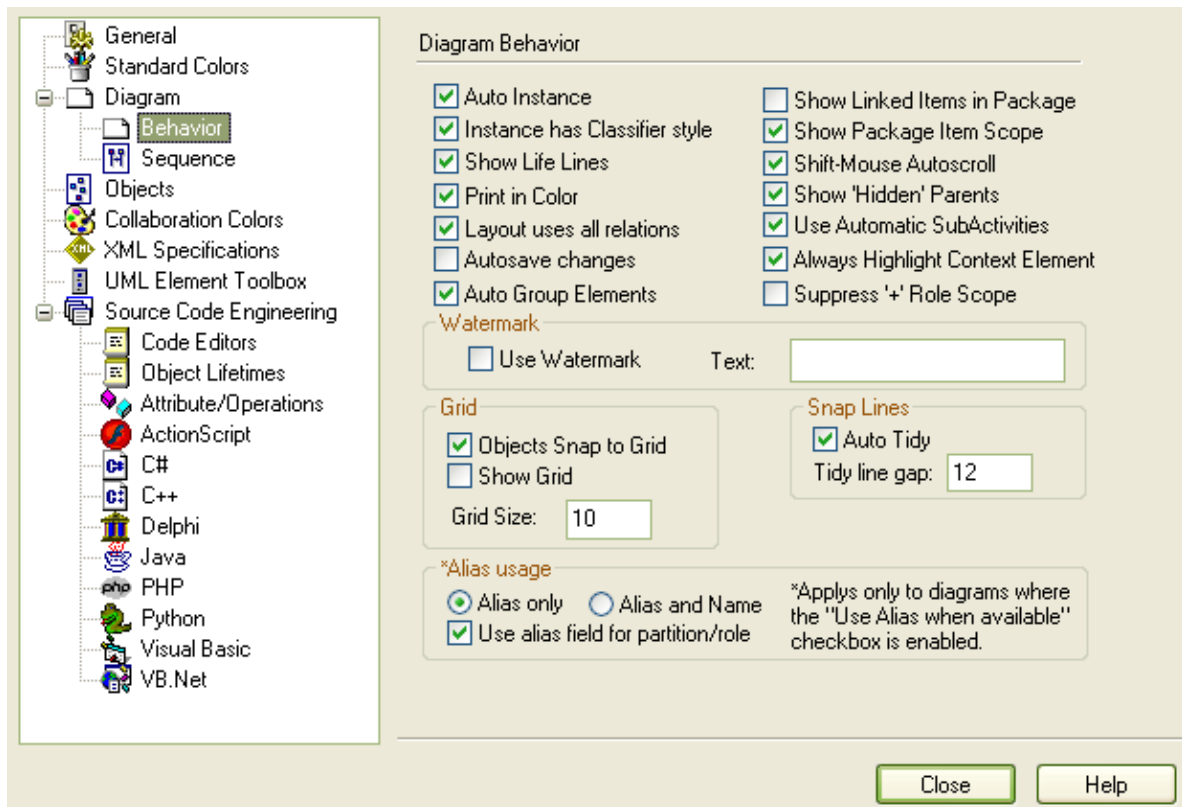 General
Standard Colors
Diagram
Behavior
Sequence
Objects
Collaboration Colors
XML Specifications
UML Element Toolbox
Source Code Engineering
Code Editors
Object Lifetimes
Attribute/Operations
ActionScript
C#
C++
Delphi
Java
PHP
Python
Visual Basic
VB.Net
Diagram Behavior
Auto Instance
Instance has Classifier style
Show Life Lines
Print in Color
Layout uses all relations
Autosave changes
Auto Group Elements
Show Linked Items in Package
Show Package Item Scope
Shift-Mouse Autoscroll
Show 'Hidden' Parents
Use Automatic SubActivities
Always Highlight Context Element
Suppress '+' Role Scope
Watermark
Use Watermark Text:
Grid
Objects Snap to Grid
Show Grid
Grid Size: 10
Snap Lines
Auto Tidy
Tidy line gap: 12
*Alias usage
Alias only Alias and Name
Use alias field for partition/role
*Applys only to diagrams where
the "Use Alias when available"
checkbox is enabled.
Close Help